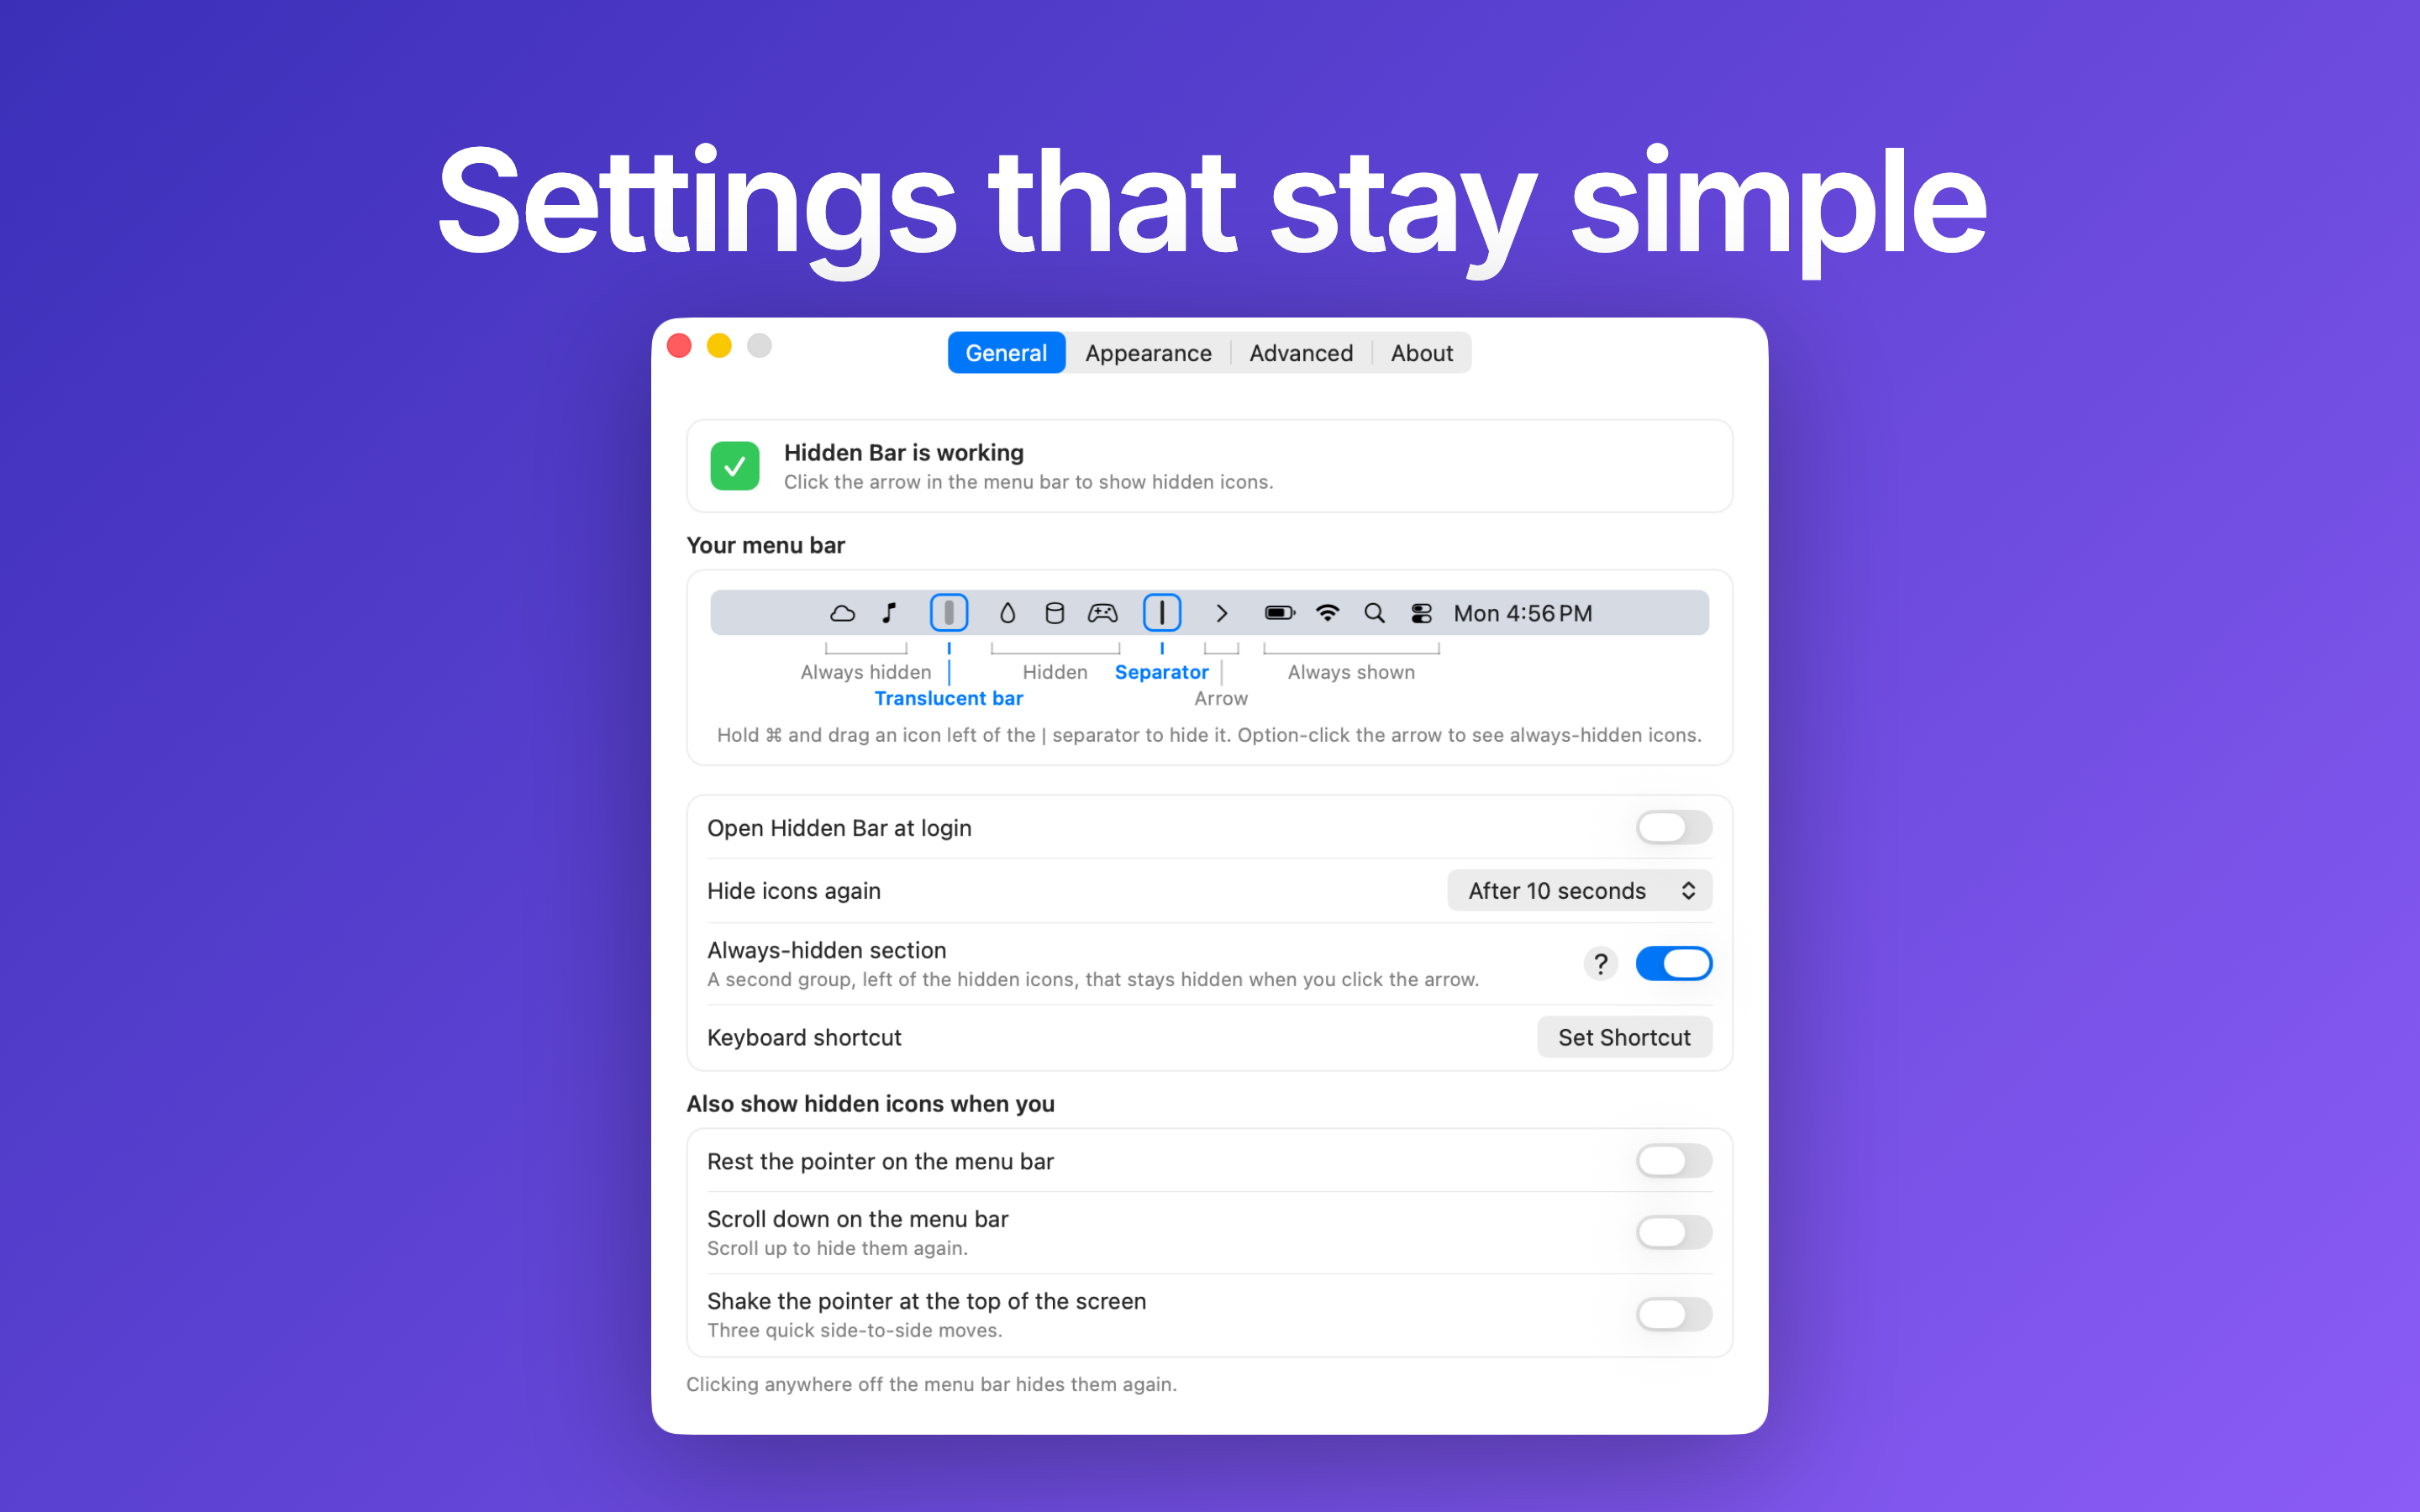 Settings that stay simple
General Appearance Advanced About
Hidden Bar is working
Click the arrow in the menu bar to show hidden icons.
Your menu bar
Mon 4:56 PM
Always hidden Hidden Separator Always shown
Translucent bar Arrow
Hold ⌘ and drag an icon left of the | separator to hide it. Option-click the arrow to see always-hidden icons.
Open Hidden Bar at login
Hide icons again After 10 seconds
Always-hidden section
?
A second group, left of the hidden icons, that stays hidden when you click the arrow.
Keyboard shortcut Set Shortcut
Also show hidden icons when you
Rest the pointer on the menu bar
Scroll down on the menu bar
Scroll up to hide them again.
Shake the pointer at the top of the screen
Three quick side-to-side moves.
Clicking anywhere off the menu bar hides them again.